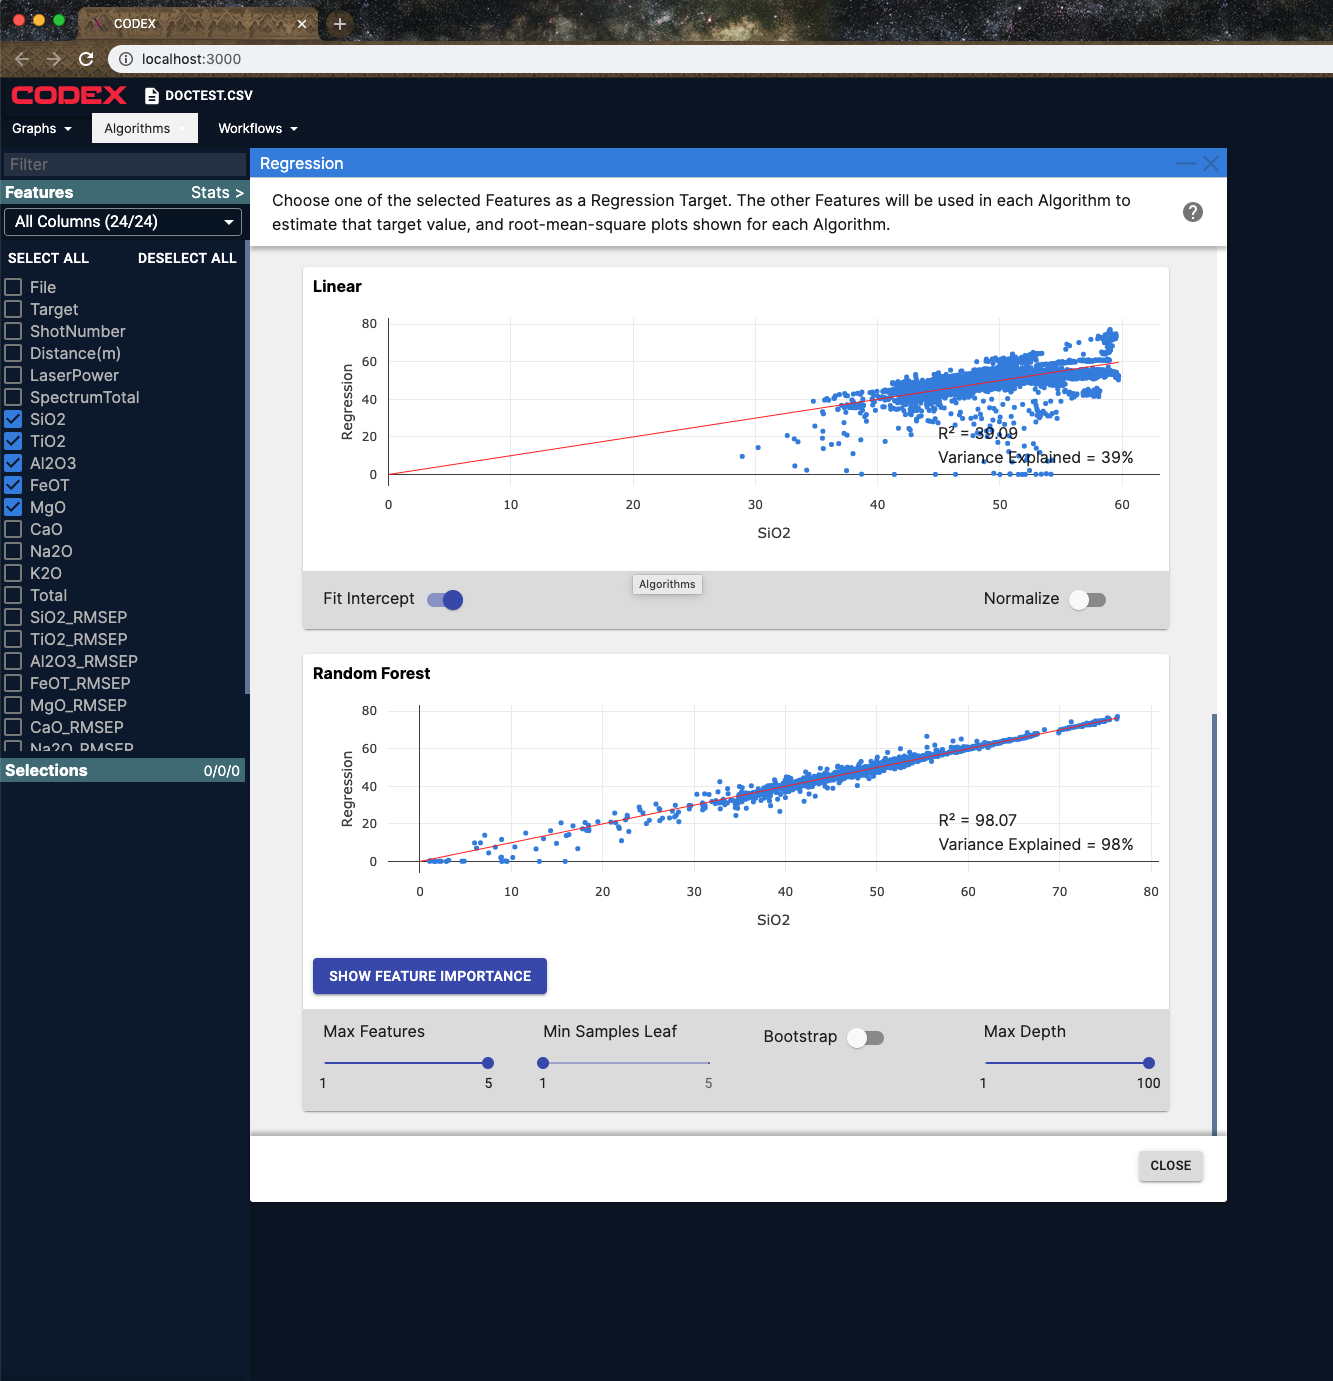 CODEX
localhost:3000
CODEX DOCTEST.CSV
Graphs Algorithms Workflows
Filter
Features Stats >
All Columns (24/24)
SELECT ALL DESELECT ALL
File
Target
ShotNumber
Distance(m)
LaserPower
SpectrumTotal
SiO2
TiO2
Al2O3
FeOT
MgO
CaO
Na2O
K2O
Total
SiO2_RMSEP
TiO2_RMSEP
Al2O3_RMSEP
FeOT_RMSEP
MgO_RMSEP
CaO_RMSEP
Na2O_RMSEP
Selections 0/0/0
Regression
Choose one of the selected Features as a Regression Target. The other Features will be used in each Algorithm to
estimate that target value, and root-mean-square plots shown for each Algorithm.
Linear
Regression
80
60
40
20
0
R² = 39.09
Variance Explained = 39%
0 10 20 30 40 50 60
SiO2
Algorithms
Fit Intercept Normalize
Random Forest
Regression
80
60
40
20
0
R² = 98.07
Variance Explained = 98%
0 10 20 30 40 50 60 70 80
SiO2
SHOW FEATURE IMPORTANCE
Max Features Min Samples Leaf Bootstrap Max Depth
1 5 1 5 1 100
CLOSE